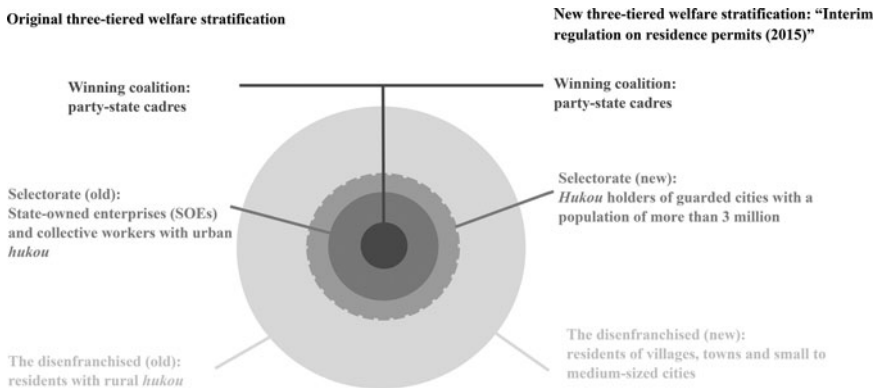 Original three-tiered welfare stratification
New three-tiered welfare stratification: “Interim
regulation on residence permits (2015)”
Winning coalition:
party-state cadres
Winning coalition:
party-state cadres
Selectorate (old):
State-owned enterprises (SOEs)
and collective workers with urban
hukou
Selectorate (new):
Hukou holders of guarded cities with a
population of more than 3 million
The disenfranchised (old):
residents with rural hukou
The disenfranchised (new):
residents of villages, towns and small to
medium-sized cities